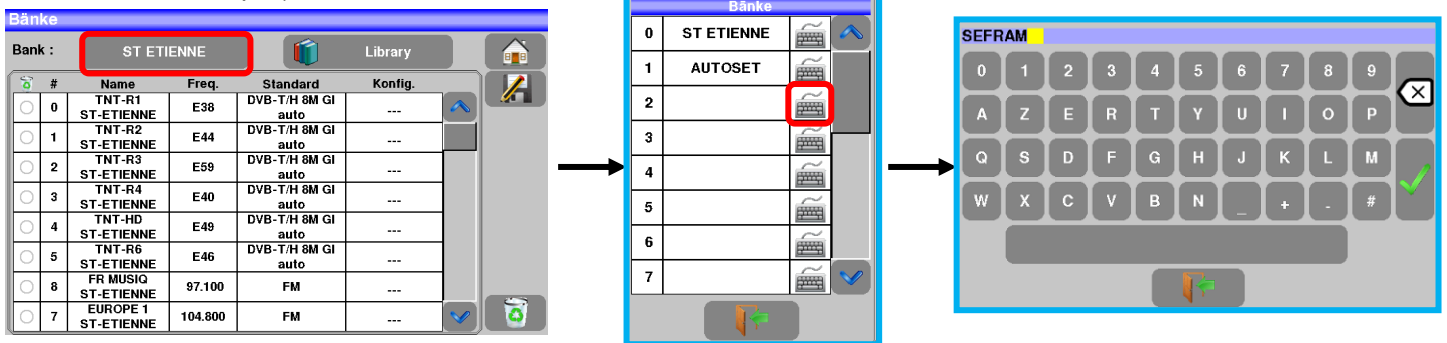 Bänke
Bank : ST ETIENNE Library
# Name Freq. Standard Konfig.
0 TNT-R1 ST-ETIENNE E38 DVB-T/H 8M GI auto ---
1 TNT-R2 ST-ETIENNE E44 DVB-T/H 8M GI auto ---
2 TNT-R3 ST-ETIENNE E59 DVB-T/H 8M GI auto ---
3 TNT-R4 ST-ETIENNE E40 DVB-T/H 8M GI auto ---
4 TNT-HD ST-ETIENNE E49 DVB-T/H 8M GI auto ---
5 TNT-R6 ST-ETIENNE E46 DVB-T/H 8M GI auto ---
8 FR MUSIQ ST-ETIENNE 97.100 FM ---
7 EUROPE 1 ST-ETIENNE 104.800 FM ---
Bänke
0 ST ETIENNE
1 AUTOSET
2
3
4
5
6
7
SEFRAM
0 1 2 3 4 5 6 7 8 9
A Z E R T Y U I O P
Q S D F G H J K L M
W X C V B N _ + - #